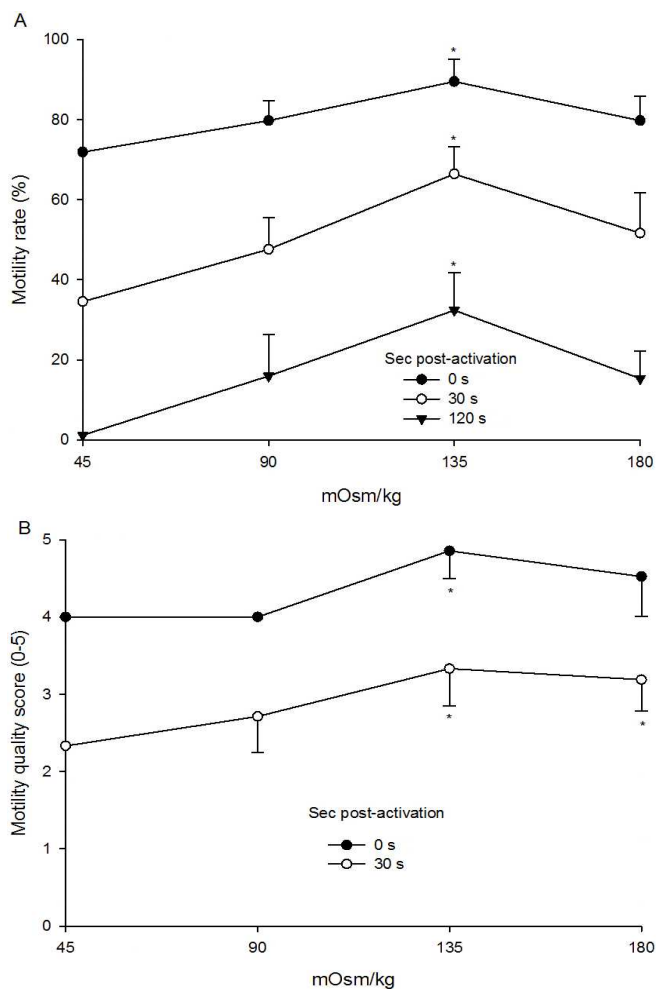 A
100
80
60
40
20
0
Motility rate (%)
*
*
*
Sec post-activation
0 s
30 s
120 s
45 90 135 180
mOsm/kg
B
5
4
3
2
1
0
Motility quality score (0-5)
*
* *
Sec post-activation
0 s
30 s
45 90 135 180
mOsm/kg